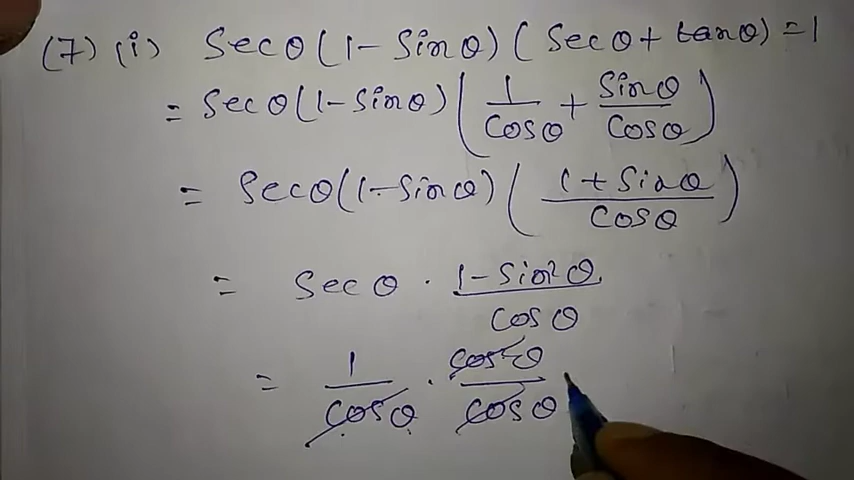 (7) (i) Secθ(1 - Sinθ) (Secθ + tanθ) = 1
= Secθ(1 - Sinθ) (1/Cosθ + Sinθ/Cosθ)
= Secθ(1 - Sinθ) ((1 + Sinθ)/Cosθ)
= Secθ · (1 - Sin²θ)/Cosθ
= 1/Cosθ · Cos²θ/Cosθ